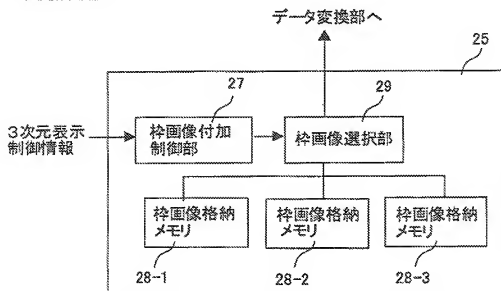 データ変換部へ
25
27
29
3次元表示
制御情報
枠画像付加
制御部
枠画像選択部
枠画像格納
メモリ
枠画像格納
メモリ
枠画像格納
メモリ
28-1
28-2
28-3